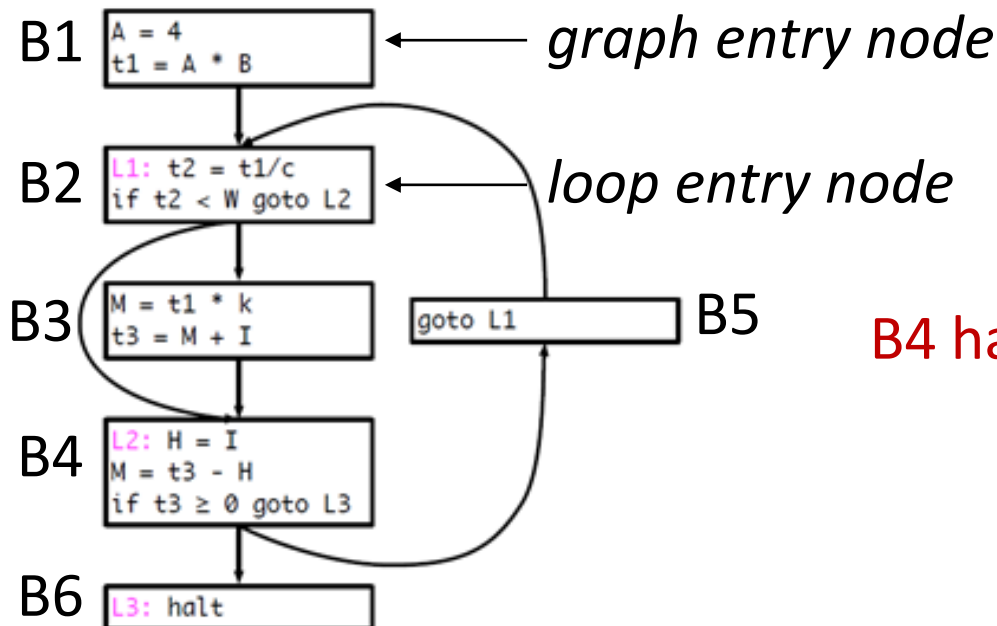 B1
A = 4
t1 = A * B
graph entry node
B2
L1: t2 = t1/c
if t2 < W goto L2
loop entry node
B3
M = t1 * k
t3 = M + I
goto L1
B5
B4
B4
L2: H = I
M = t3 - H
if t3 ≥ 0 goto L3
B6
L3: halt